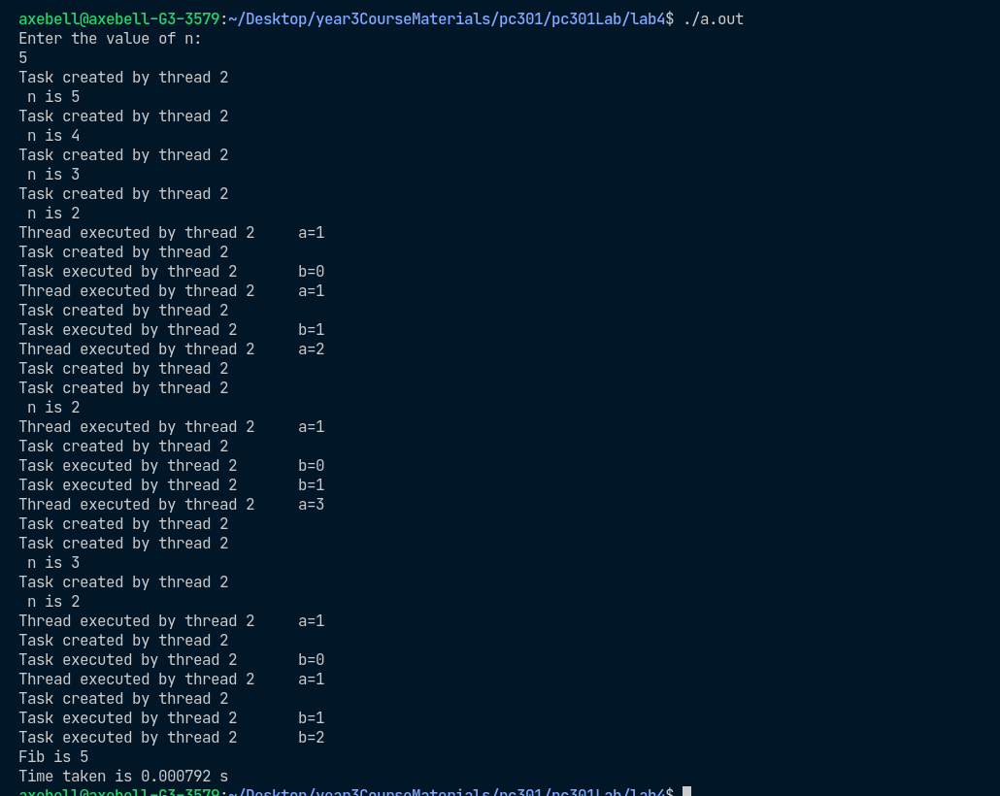 axebell@axebell-G3-3579:~/Desktop/year3CourseMaterials/pc301/pc301Lab/lab4$ ./a.out
Enter the value of n:
5
Task created by thread 2
 n is 5
Task created by thread 2
 n is 4
Task created by thread 2
 n is 3
Task created by thread 2
 n is 2
Thread executed by thread 2     a=1
Task created by thread 2
Task executed by thread 2       b=0
Thread executed by thread 2     a=1
Task created by thread 2
Task executed by thread 2       b=1
Thread executed by thread 2     a=2
Task created by thread 2
Task created by thread 2
 n is 2
Thread executed by thread 2     a=1
Task created by thread 2
Task executed by thread 2       b=0
Task executed by thread 2       b=1
Thread executed by thread 2     a=3
Task created by thread 2
Task created by thread 2
 n is 3
Task created by thread 2
 n is 2
Thread executed by thread 2     a=1
Task created by thread 2
Task executed by thread 2       b=0
Thread executed by thread 2     a=1
Task created by thread 2
Task executed by thread 2       b=1
Task executed by thread 2       b=2
Fib is 5
Time taken is 0.000792 s
axebell@axebell-G3-3579:~/Desktop/year3CourseMaterials/pc301/pc301Lab/lab4$